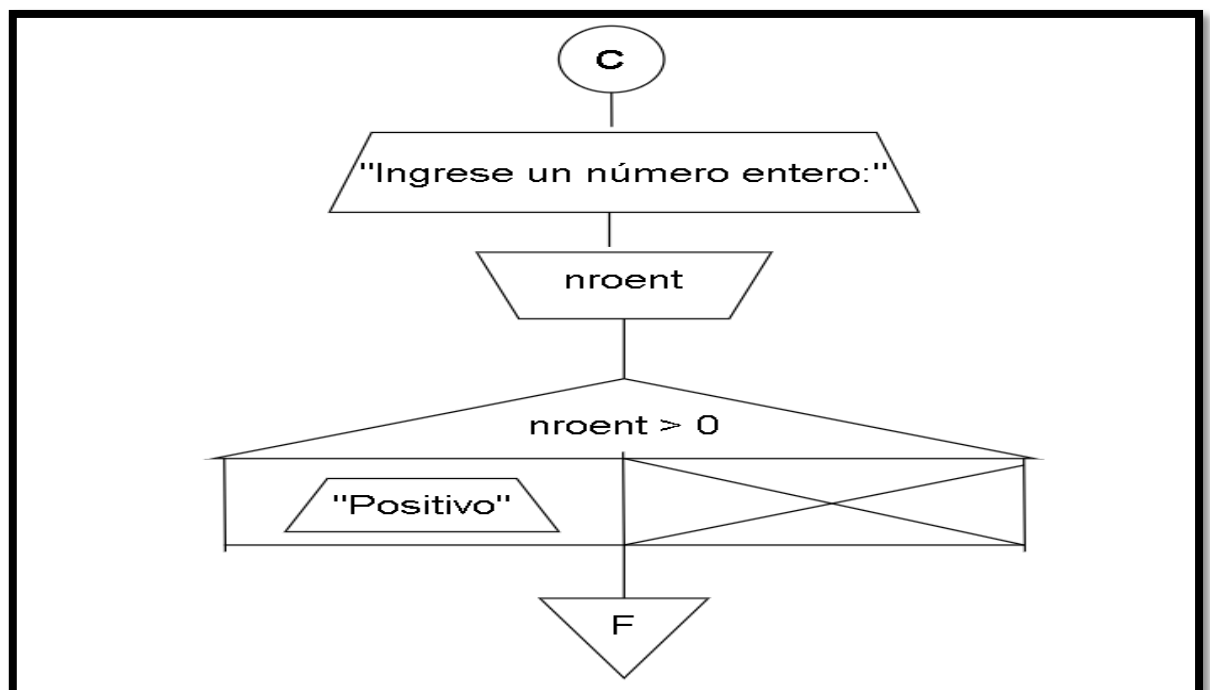 C
"Ingrese un número entero:"
nroent
nroent > 0
"Positivo"
F